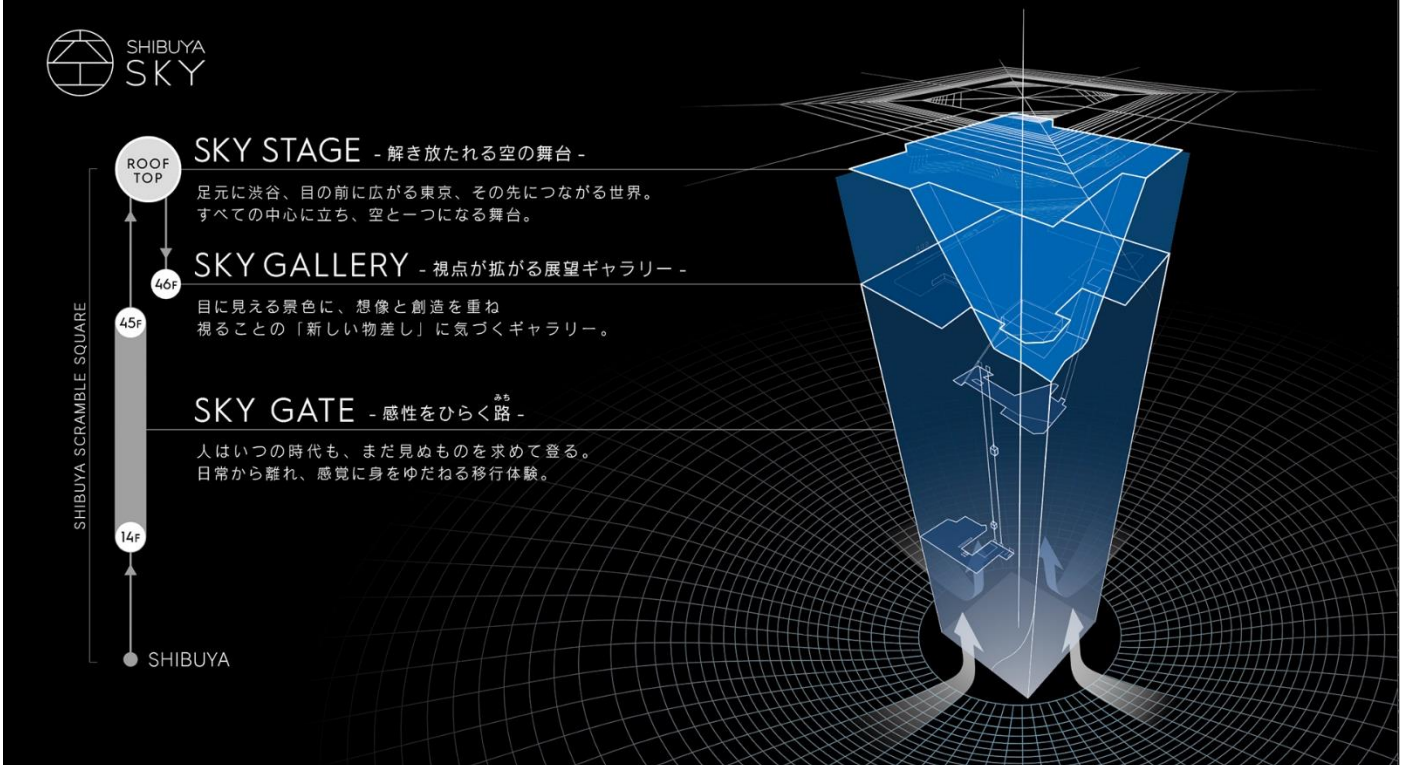 SHIBUYA
SKY
ROOF
TOP
SKY STAGE - 解き放たれる空の舞台 -
足元に渋谷、目の前に広がる東京、その先につながる世界。
すべての中心に立ち、空と一つになる舞台。
46F
SKY GALLERY - 視点が拡がる展望ギャラリー -
目に見える景色に、想像と創造を重ね
視ることの「新しい物差し」に気づくギャラリー。
45F
SKY GATE - 感性をひらく路 -
みち
人はいつの時代も、まだ見ぬものを求めて登る。
日常から離れ、感覚に身をゆだねる移行体験。
14F
SHIBUYA
SHIBUYA SCRAMBLE SQUARE